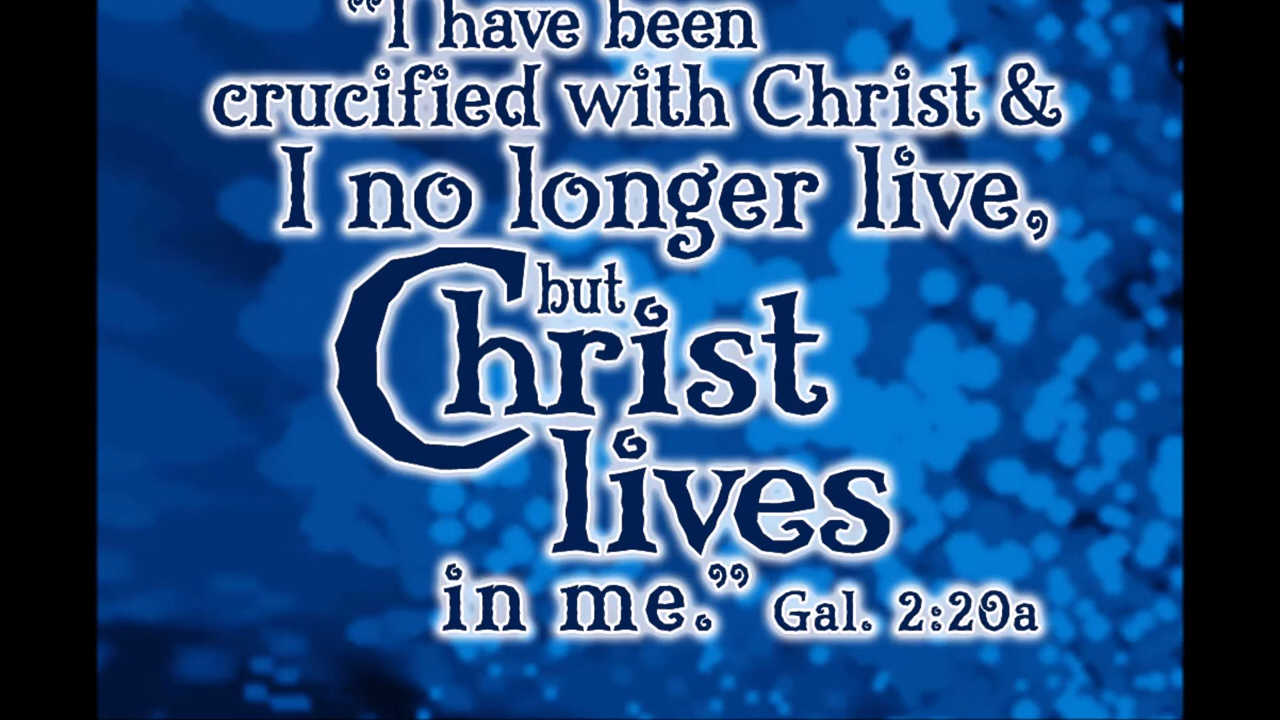 “I have been
crucified with Christ &
I no longer live,
but
Christ
lives
in me.” Gal. 2:20a